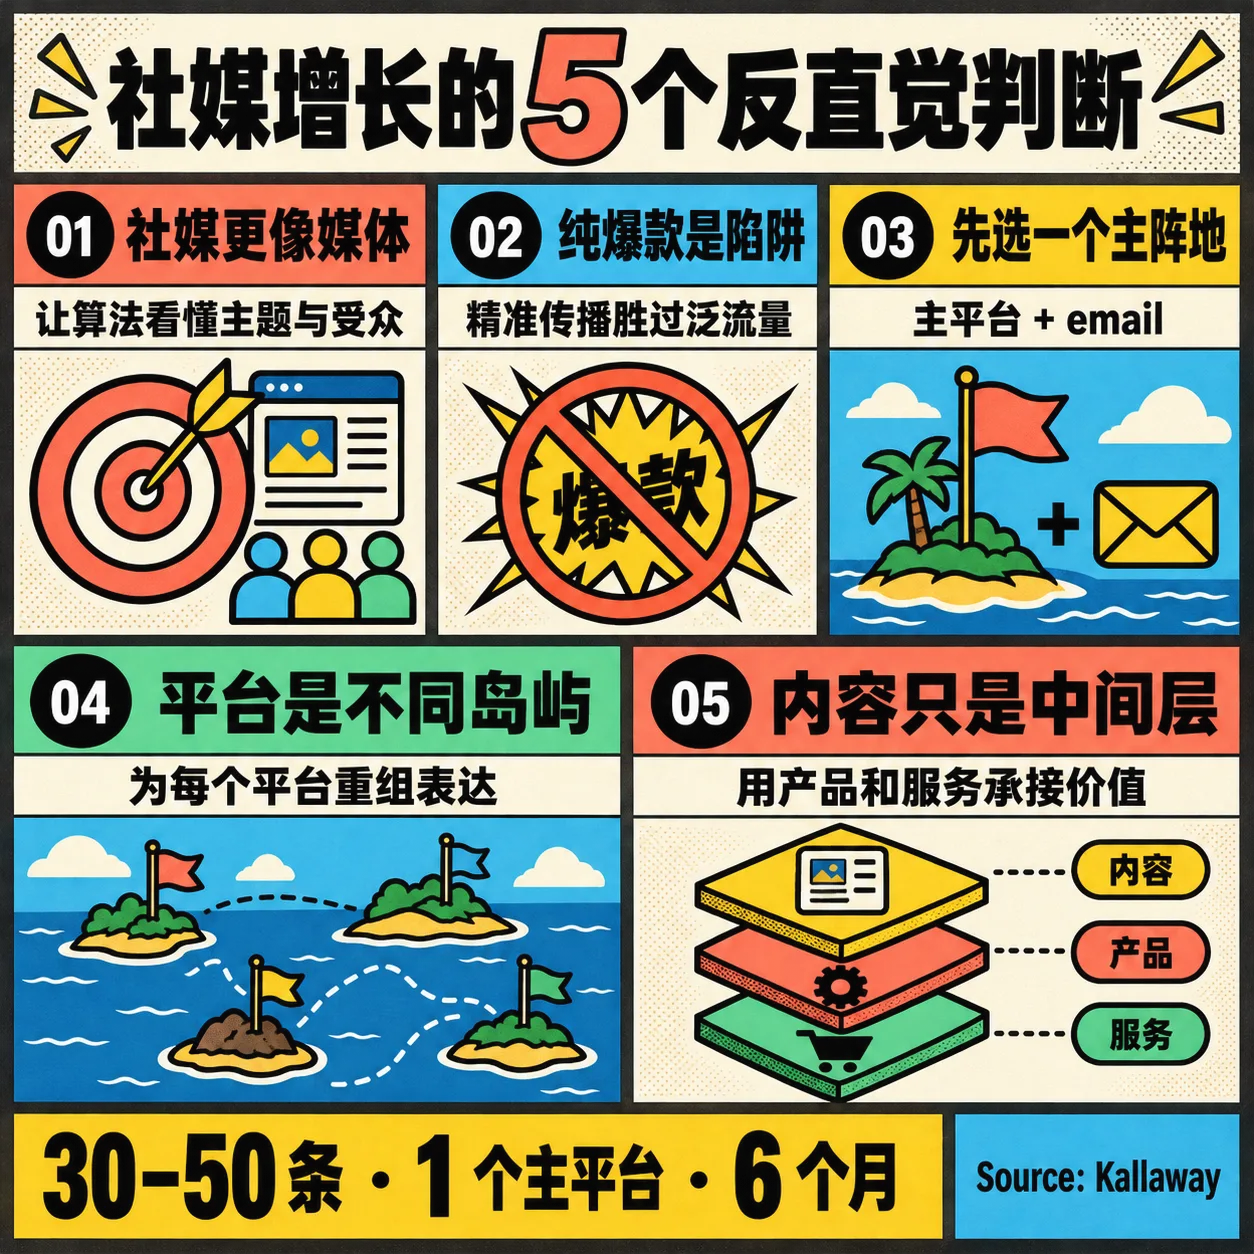 社媒增长的5个反直觉判断
01 社媒更像媒体
让算法看懂主题与受众
02 纯爆款是陷阱
精准传播胜过泛流量
爆款
03 先选一个主阵地
主平台 + email
+
04 平台是不同岛屿
为每个平台重组表达
05 内容只是中间层
用产品和服务承接价值
内容
产品
服务
30-50条・1个主平台・6个月
Source: Kallaway